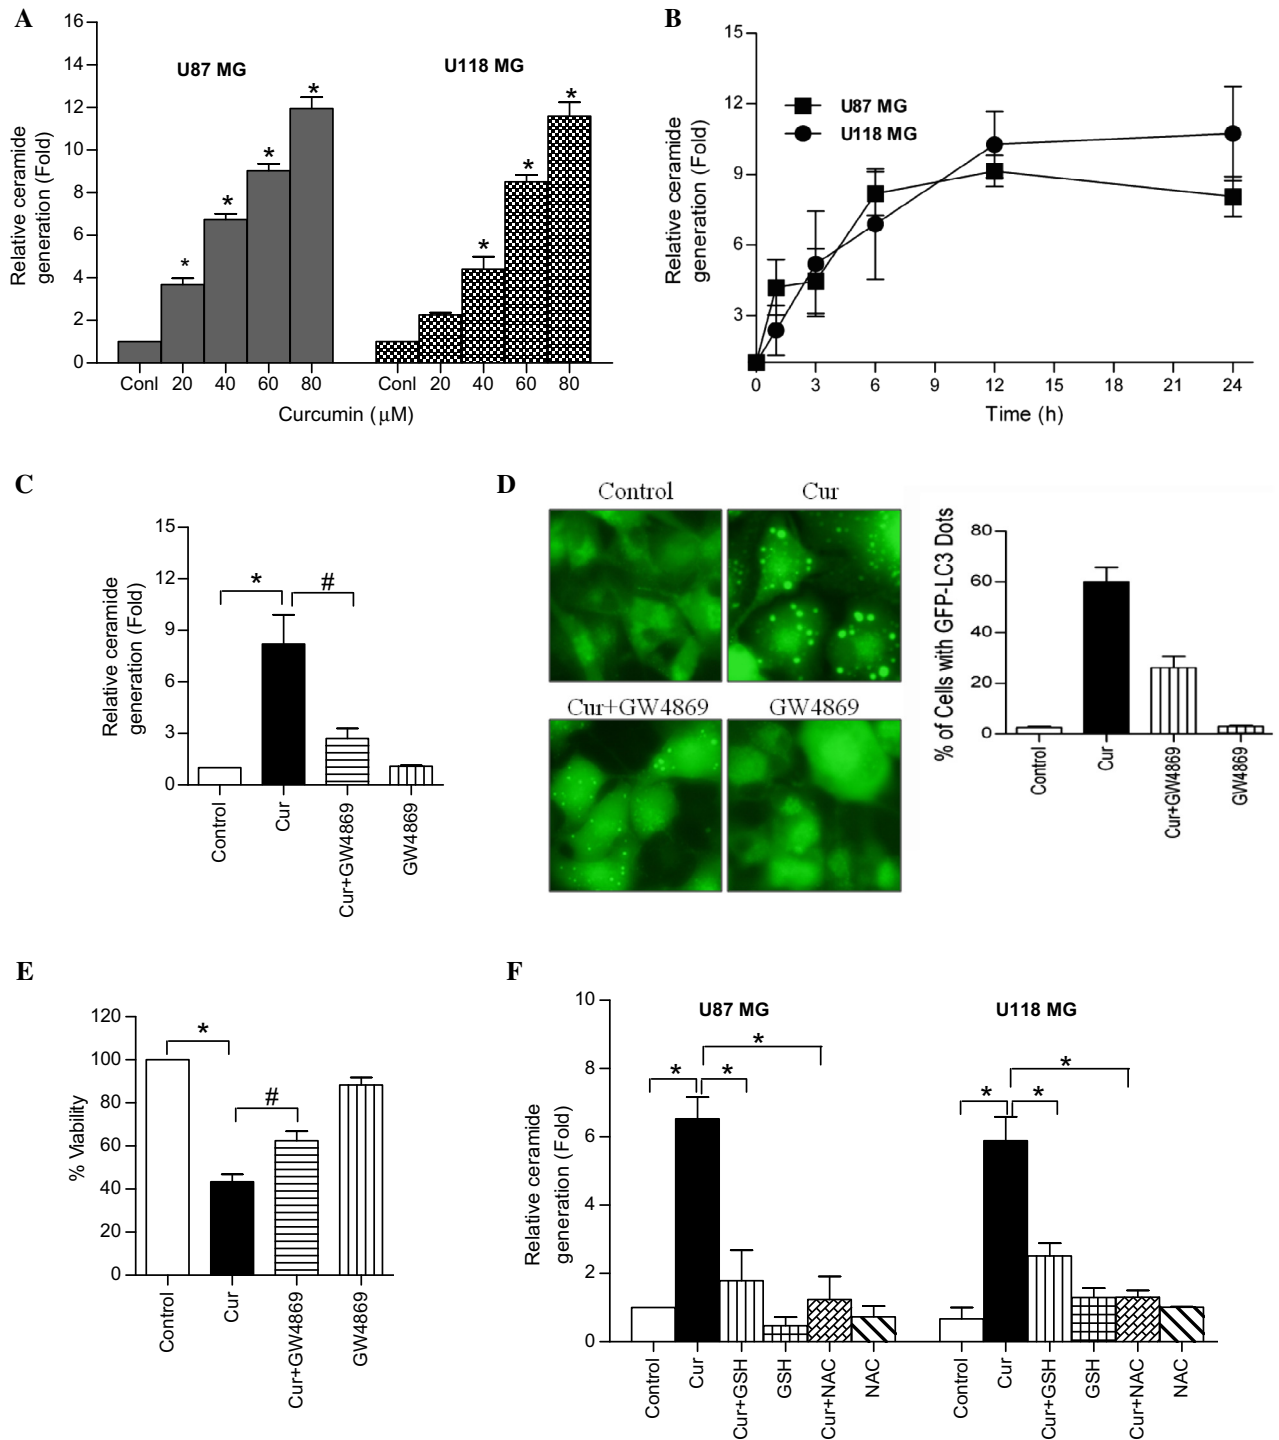 A
Relative ceramide
generation (Fold)
16
14
12
10
8
6
4
2
0
U87 MG
U118 MG
*
*
*
*
*
*
*
Conl 20 40 60 80
Conl 20 40 60 80
Curcumin (μM)
B
Relative ceramide
generation (Fold)
15
12
9
6
3
U87 MG
U118 MG
0 3 6 9 12 15 18 21 24
Time (h)
C
Relative ceramide
generation (Fold)
15
12
9
6
3
0
*
#
Control
Cur
Cur+GW4869
GW4869
D
Control
Cur
Cur+GW4869
GW4869
% of Cells with GFP-LC3 Dots
80
60
40
20
0
Control
Cur
Cur+GW4869
GW4869
E
% Viability
120
100
80
60
40
20
0
*
#
Control
Cur
Cur+GW4869
GW4869
F
Relative ceramide
generation (Fold)
10
8
6
4
2
0
U87 MG
U118 MG
*
* *
*
* *
Control
Cur
Cur+GSH
GSH
Cur+NAC
NAC
Control
Cur
Cur+GSH
GSH
Cur+NAC
NAC